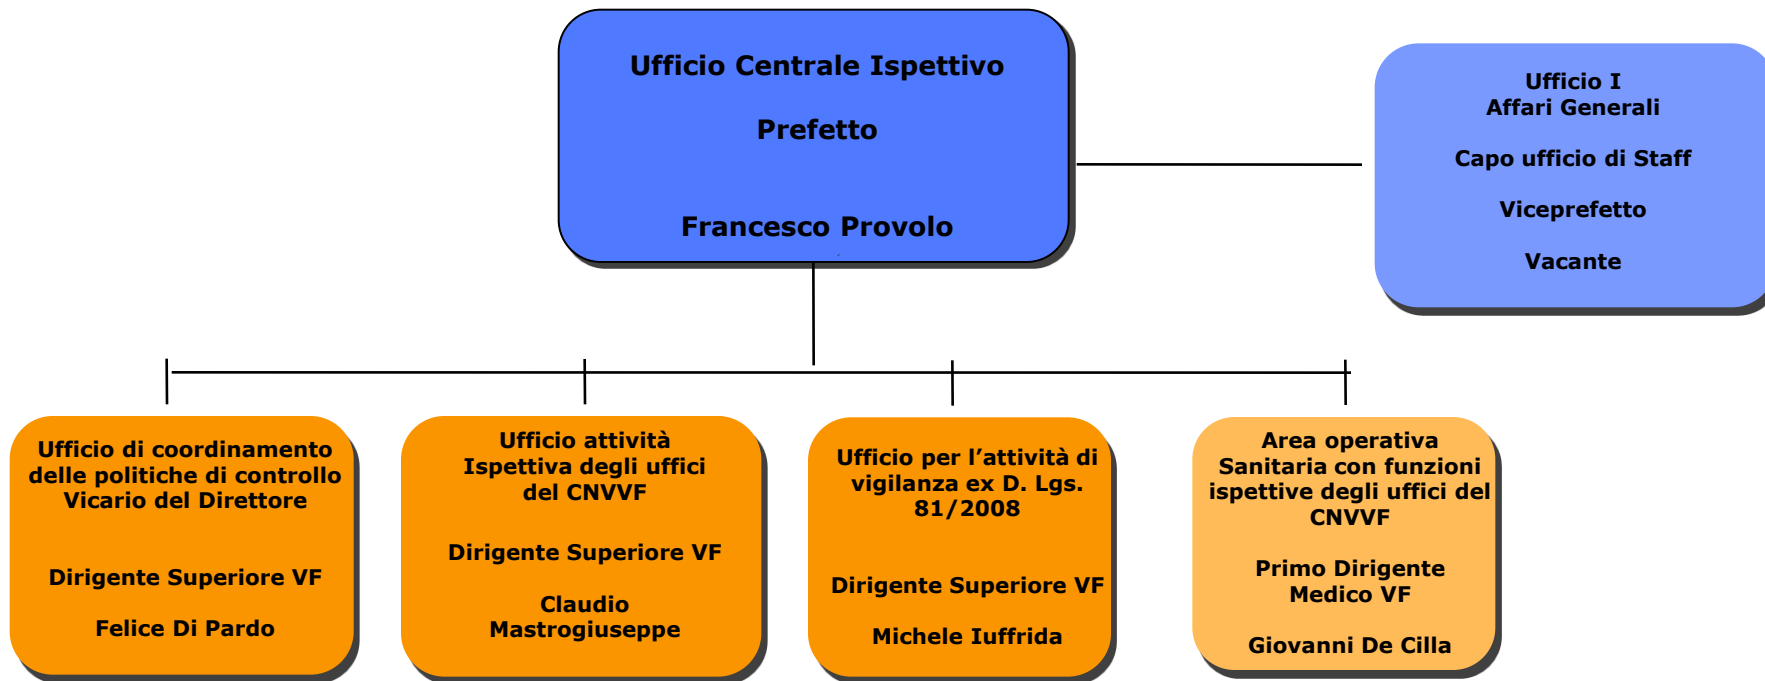 Ufficio Centrale Ispettivo
Prefetto
Francesco Provolo
Ufficio I
Affari Generali
Capo ufficio di Staff
Viceprefetto
Vacante
Ufficio di coordinamento
delle politiche di controllo
Vicario del Direttore
Dirigente Superiore VF
Felice Di Pardo
Ufficio attività
Ispettiva degli uffici
del CNVVF
Dirigente Superiore VF
Claudio
Mastrogiuseppe
Ufficio per l’attività di
vigilanza ex D. Lgs.
81/2008
Dirigente Superiore VF
Michele Iuffrida
Area operativa
Sanitaria con funzioni
ispettive degli uffici del
CNVVF
Primo Dirigente
Medico VF
Giovanni De Cilla